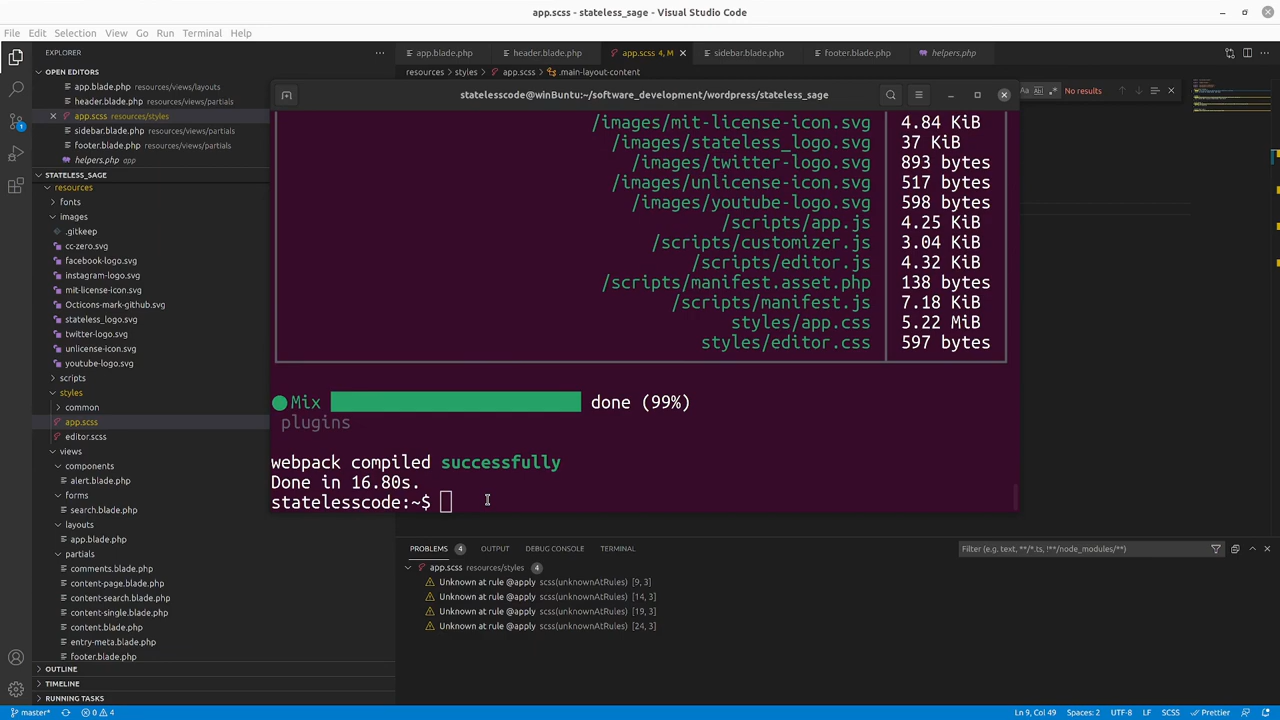 app.scss - stateless_sage - Visual Studio Code
File Edit Selection View Go Run Terminal Help
EXPLORER
OPEN EDITORS
app.blade.php resources/views/layouts
header.blade.php resources/views/partials
app.scss resources/styles
sidebar.blade.php resources/views/partials
footer.blade.php resources/views/partials
helpers.php app
STATELESS_SAGE
resources
fonts
images
.gitkeep
cc-zero.svg
facebook-logo.svg
instagram-logo.svg
mit-license-icon.svg
Octicons-mark-github.svg
stateless_logo.svg
twitter-logo.svg
unlicense-icon.svg
youtube-logo.svg
scripts
styles
common
app.scss
editor.scss
views
components
alert.blade.php
forms
search.blade.php
layouts
app.blade.php
partials
comments.blade.php
content-page.blade.php
content-search.blade.php
content-single.blade.php
content.blade.php
entry-meta.blade.php
footer.blade.php
OUTLINE
TIMELINE
RUNNING TASKS
app.blade.php header.blade.php app.scss 4, M sidebar.blade.php footer.blade.php helpers.php
resources > styles > app.scss > .main-layout-content
Aa ab .* No results
statelesscode@winBuntu:~/software_development/wordpress/stateless_sage
/images/mit-license-icon.svg 4.84 KiB
/images/stateless_logo.svg 37 KiB
/images/twitter-logo.svg 893 bytes
/images/unlicense-icon.svg 517 bytes
/images/youtube-logo.svg 598 bytes
/scripts/app.js 4.25 KiB
/scripts/customizer.js 3.04 KiB
/scripts/editor.js 4.32 KiB
/scripts/manifest.asset.php 138 bytes
/scripts/manifest.js 7.18 KiB
styles/app.css 5.22 MiB
styles/editor.css 597 bytes
Mix done (99%)
plugins
webpack compiled successfully
Done in 16.80s.
statelesscode:~$
PROBLEMS 4 OUTPUT DEBUG CONSOLE TERMINAL
Filter (e.g. text, **/*.ts, !**/node_modules/**)
app.scss resources/styles 4
Unknown at rule @apply scss(unknownAtRules) [9, 3]
Unknown at rule @apply scss(unknownAtRules) [14, 3]
Unknown at rule @apply scss(unknownAtRules) [19, 3]
Unknown at rule @apply scss(unknownAtRules) [24, 3]
master* 0 4
Ln 9, Col 49 Spaces: 2 UTF-8 LF SCSS Prettier